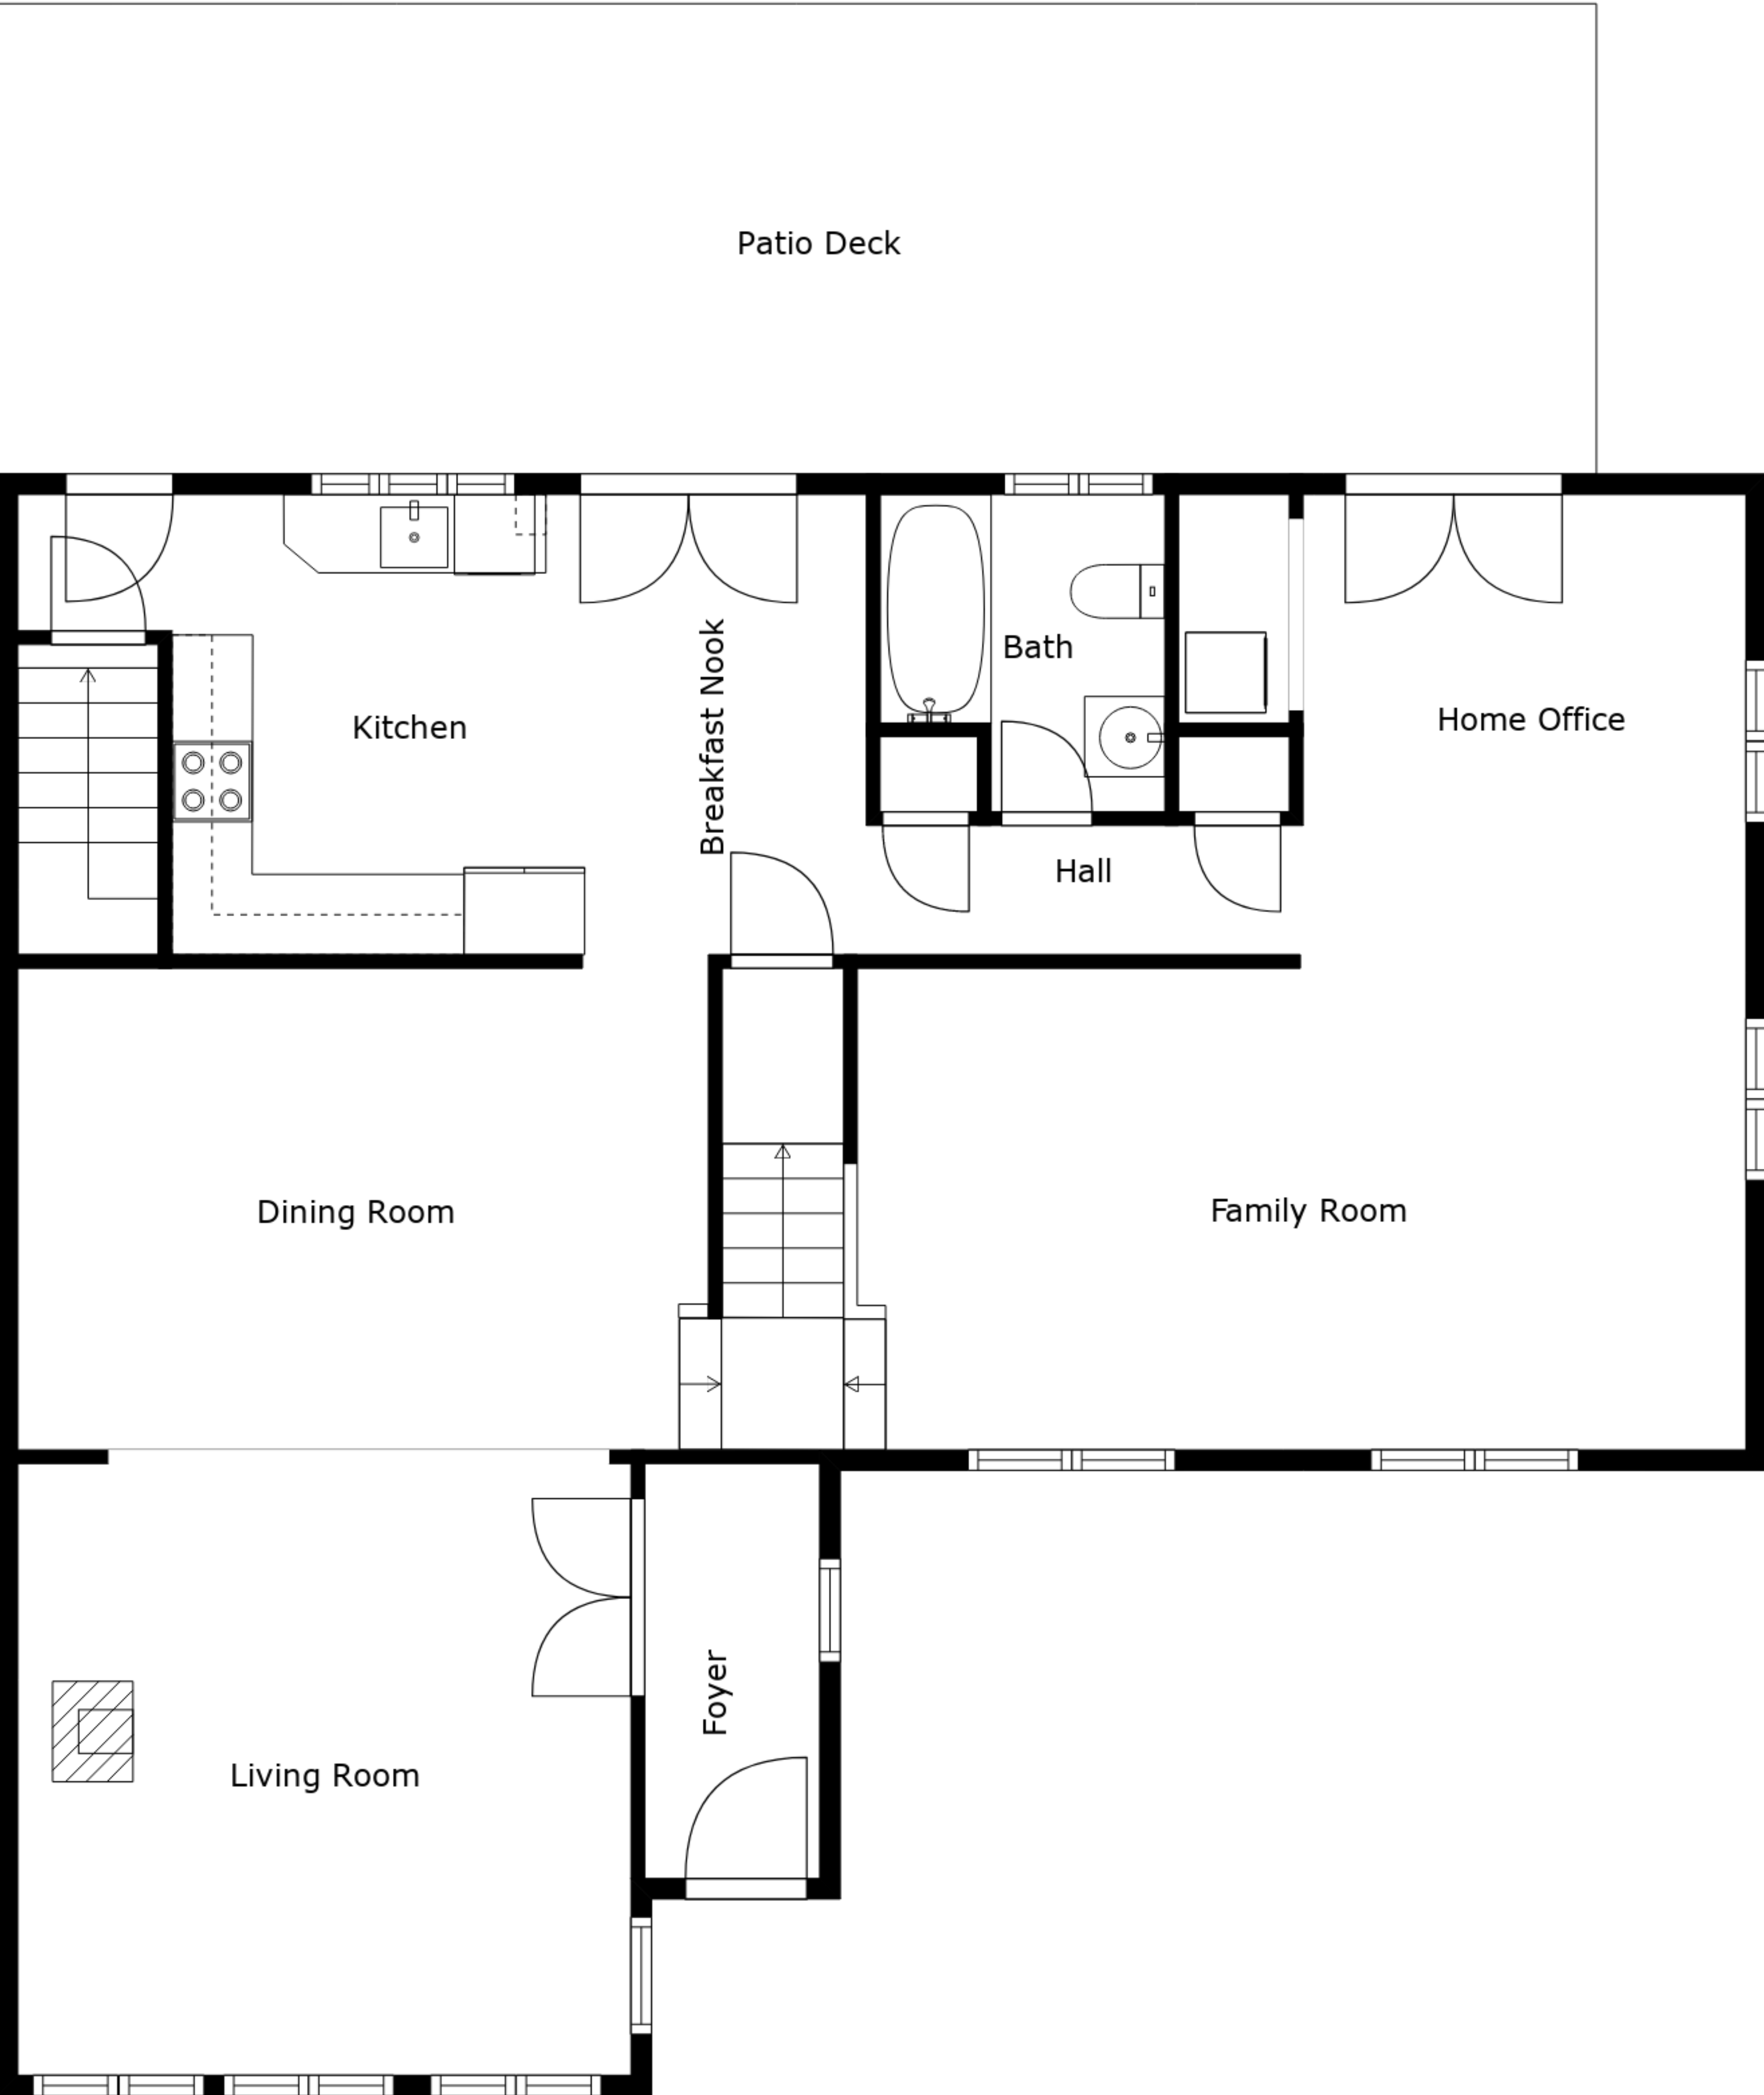 Patio Deck
Breakfast Nook
Bath
Kitchen
Home Office
Hall
Dining Room
Family Room
Foyer
Living Room